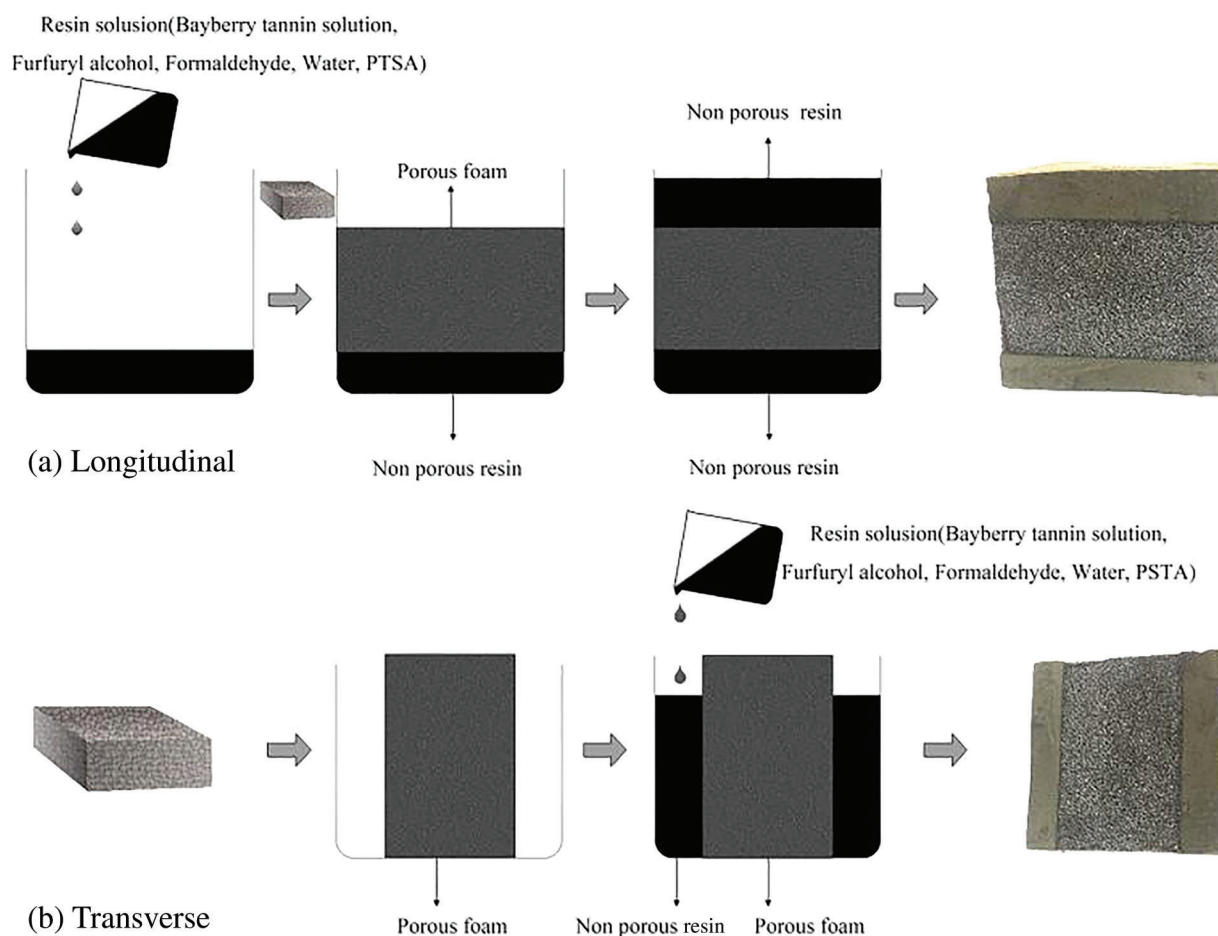 Resin solusion(Bayberry tannin solution,
Furfuryl alcohol, Formaldehyde, Water, PTSA)
Porous foam
Non porous resin
Non porous resin
Non porous resin
(a) Longitudinal
Resin solusion(Bayberry tannin solution,
Furfuryl alcohol, Formaldehyde, Water, PSTA)
Porous foam
Non porous resin
Porous foam
(b) Transverse